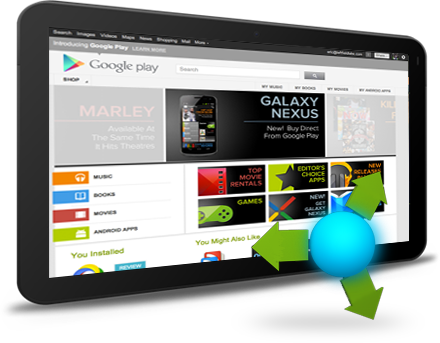 Search Images Videos Maps News Shopping Mail More
Introducing Google Play LEARN MORE
Google play
Search
SHOP
MY MUSIC MY BOOKS MY MOVIES MY ANDROID APPS
MARLEY
Available At
The Same Time
It Hits Theatres
GALAXY
NEXUS
New! Buy Direct
From Google Play
MUSIC
BOOKS
MOVIES
ANDROID APPS
TOP
MOVIE
RENTALS
EDITOR'S
CHOICE
APPS
NEW
GAMES
NEW!
GET
GALAXY
NEXUS
You Installed
REVIEW
You Might Also Like